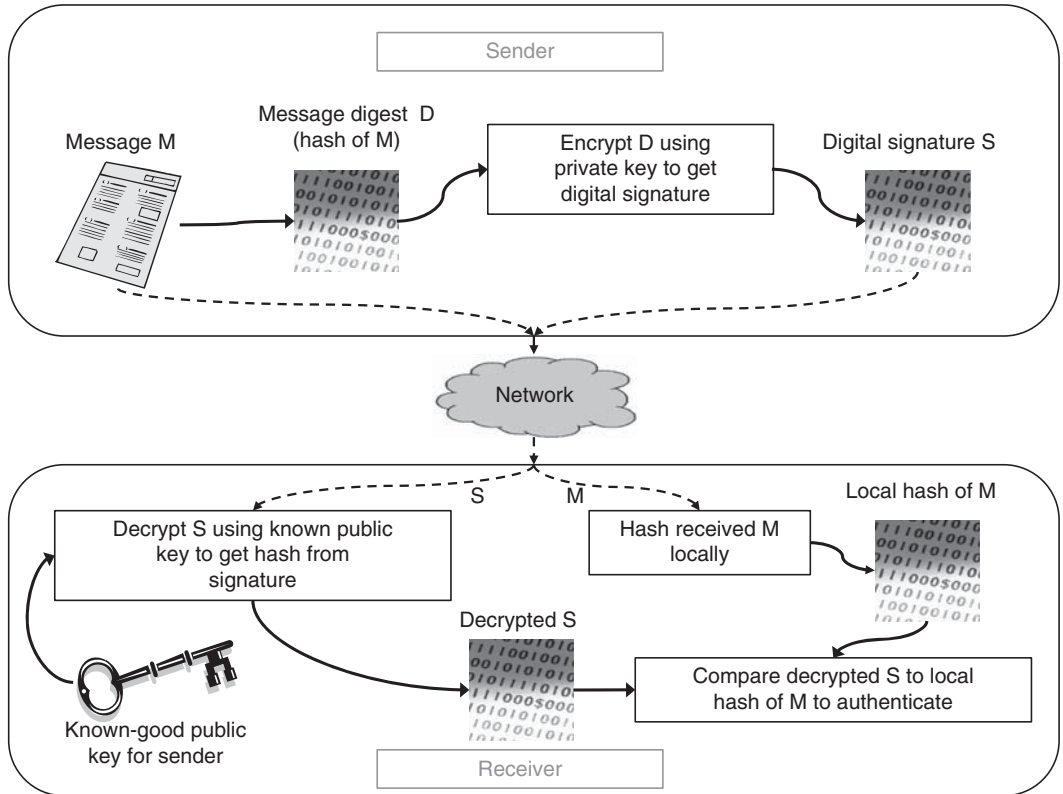 Sender
Message M
Message digest D
(hash of M)
Encrypt D using
private key to get
digital signature
Digital signature S
Network
S
M
Decrypt S using known public
key to get hash from
signature
Hash received M
locally
Local hash of M
Decrypted S
Compare decrypted S to local
hash of M to authenticate
Known-good public
key for sender
Receiver